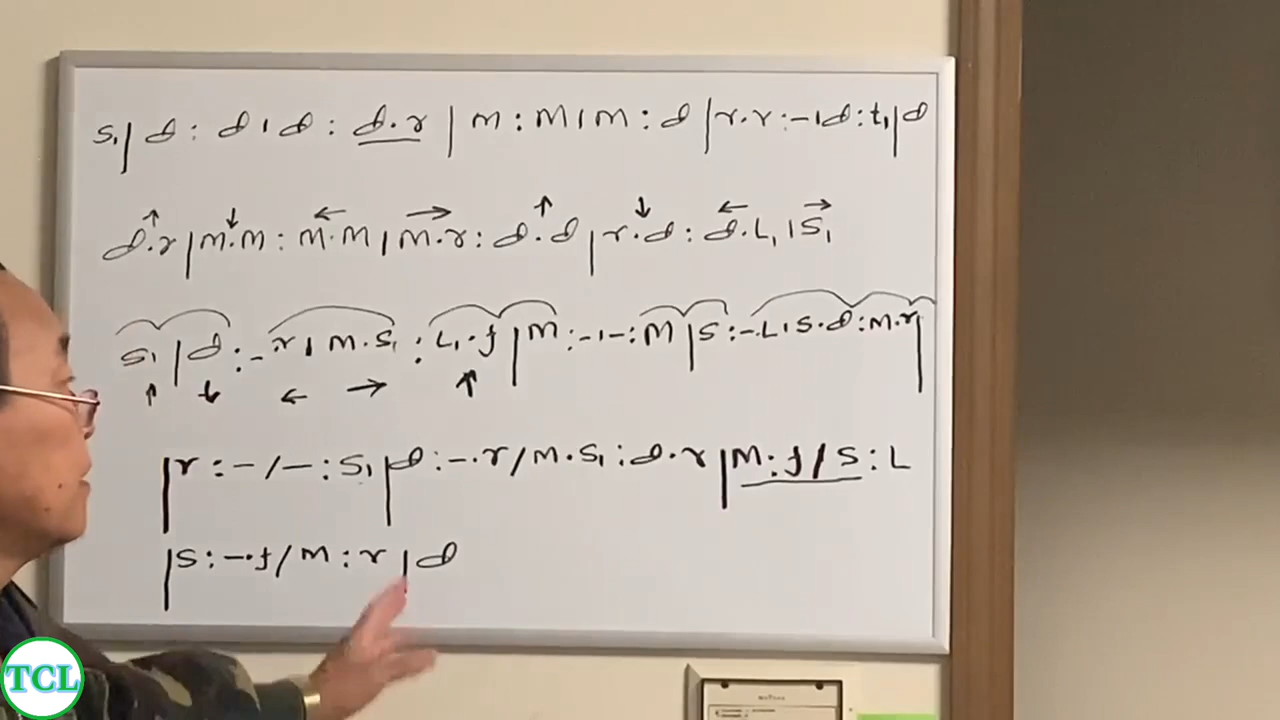 S₁| d : d ı d : d.r | m : m ı m : d | r.r : - ı d : t₁ | d
↑ ↓ ← → ↑ ↓ ← →
d.r | m.m : m.m | m.r : d.d | r.d : d.L₁ ı S₁
S₁ | d : -.r ı m.S₁ : L₁.f | m : - ı - : m | s : -.L ı s.d : m.r |
↑ ↓ ← → ↑
| r : - / - : S₁ | d : -.r / m.S₁ : d.r | m : f / s : L
| s : -.f / m : r | d
TCL